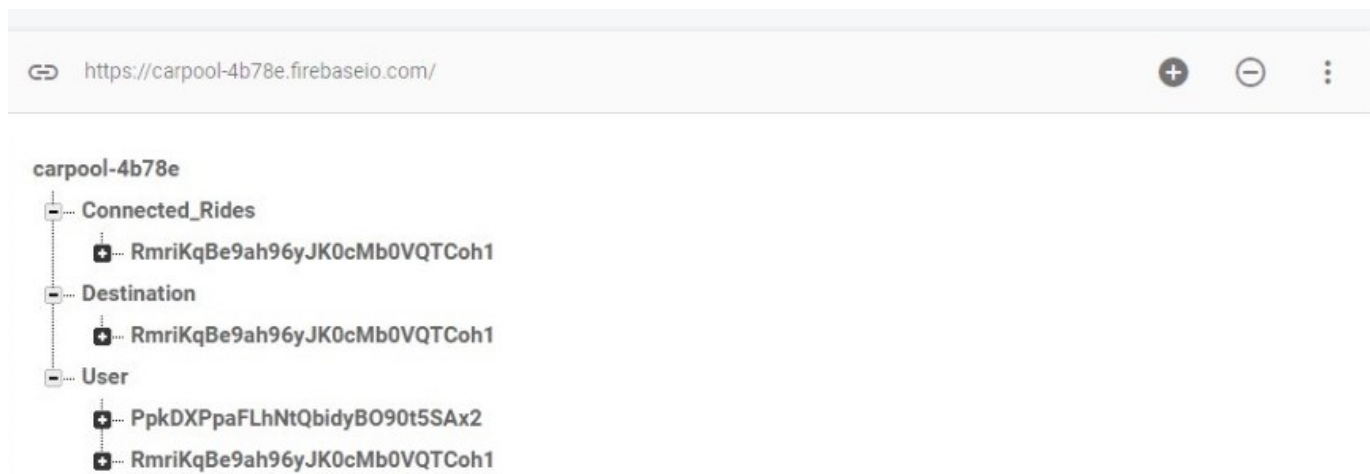 https://carpool-4b78e.firebaseio.com/
carpool-4b78e
Connected_Rides
RmriKqBe9ah96yJK0cMb0VQTCoh1
Destination
RmriKqBe9ah96yJK0cMb0VQTCoh1
User
PpkDXPpaFLhNtQbidyBO90t5SAx2
RmriKqBe9ah96yJK0cMb0VQTCoh1